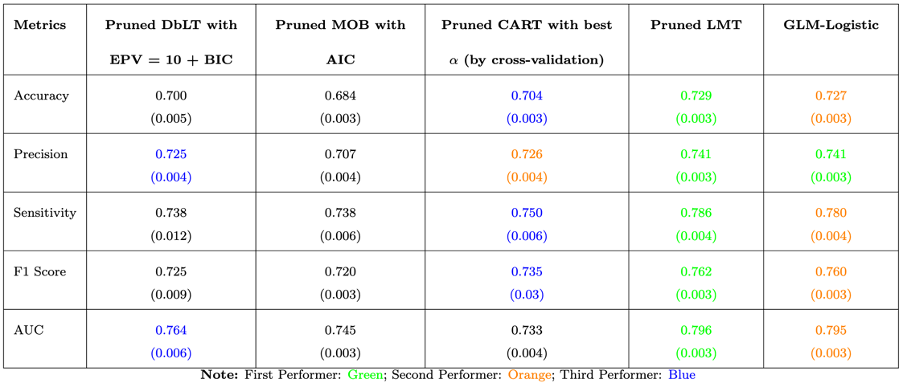 Metrics Pruned DbLT with Pruned MOB with Pruned CART with best Pruned LMT GLM-Logistic
EPV = 10 + BIC AIC α (by cross-validation)
Accuracy 0.700 0.684 0.704 0.729 0.727
(0.005) (0.003) (0.003) (0.003) (0.003)
Precision 0.725 0.707 0.726 0.741 0.741
(0.004) (0.004) (0.004) (0.003) (0.003)
Sensitivity 0.738 0.738 0.750 0.786 0.780
(0.012) (0.006) (0.006) (0.004) (0.004)
F1 Score 0.725 0.720 0.735 0.762 0.760
(0.009) (0.003) (0.03) (0.003) (0.003)
AUC 0.764 0.745 0.733 0.796 0.795
(0.006) (0.003) (0.004) (0.003) (0.003)
Note: First Performer: Green; Second Performer: Orange; Third Performer: Blue